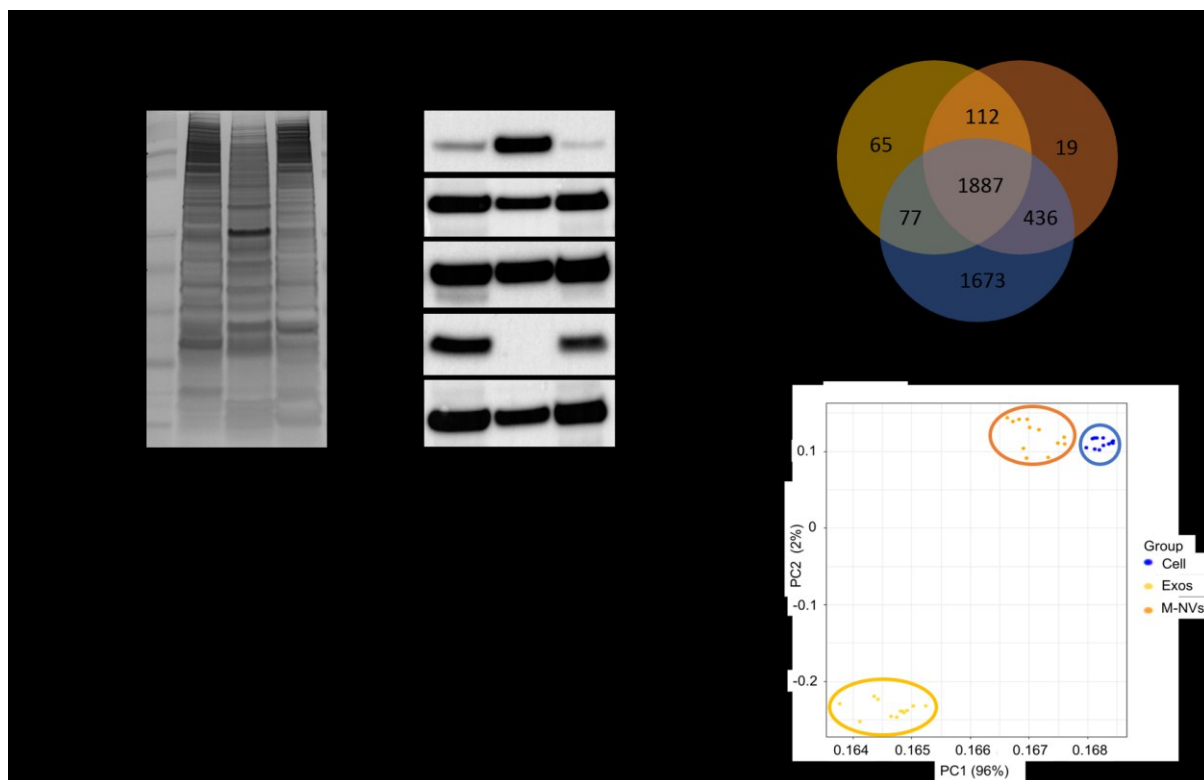 112
65
19
1887
77
436
1673
0.1
0
-0.1
-0.2
PC2 (2%)
0.164 0.165 0.166 0.167 0.168
PC1 (96%)
Group
Cell
Exos
M-NVs